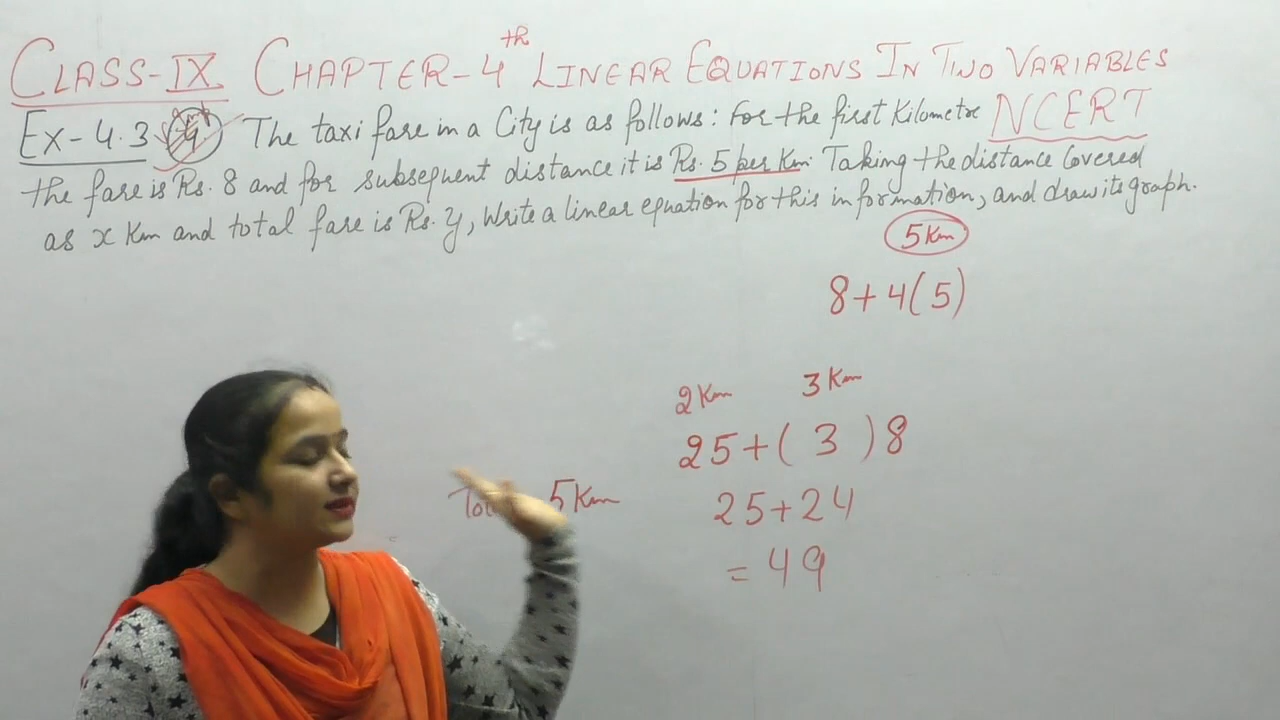 CLASS-IX CHAPTER-4th LINEAR EQUATIONS IN TWO VARIABLES
Ex-4.3 The taxi fare in a City is as follows: For the first Kilometre NCERT
the fare is Rs. 8 and for subsequent distance it is Rs. 5 per Km. Taking the distance Covered
as x Km and total fare is Rs. y, Write a linear equation for this information, and draw its graph.
5 Km
8+4(5)
2 Km 3 Km
25+( 3 )8
5 Km
25+24
= 49